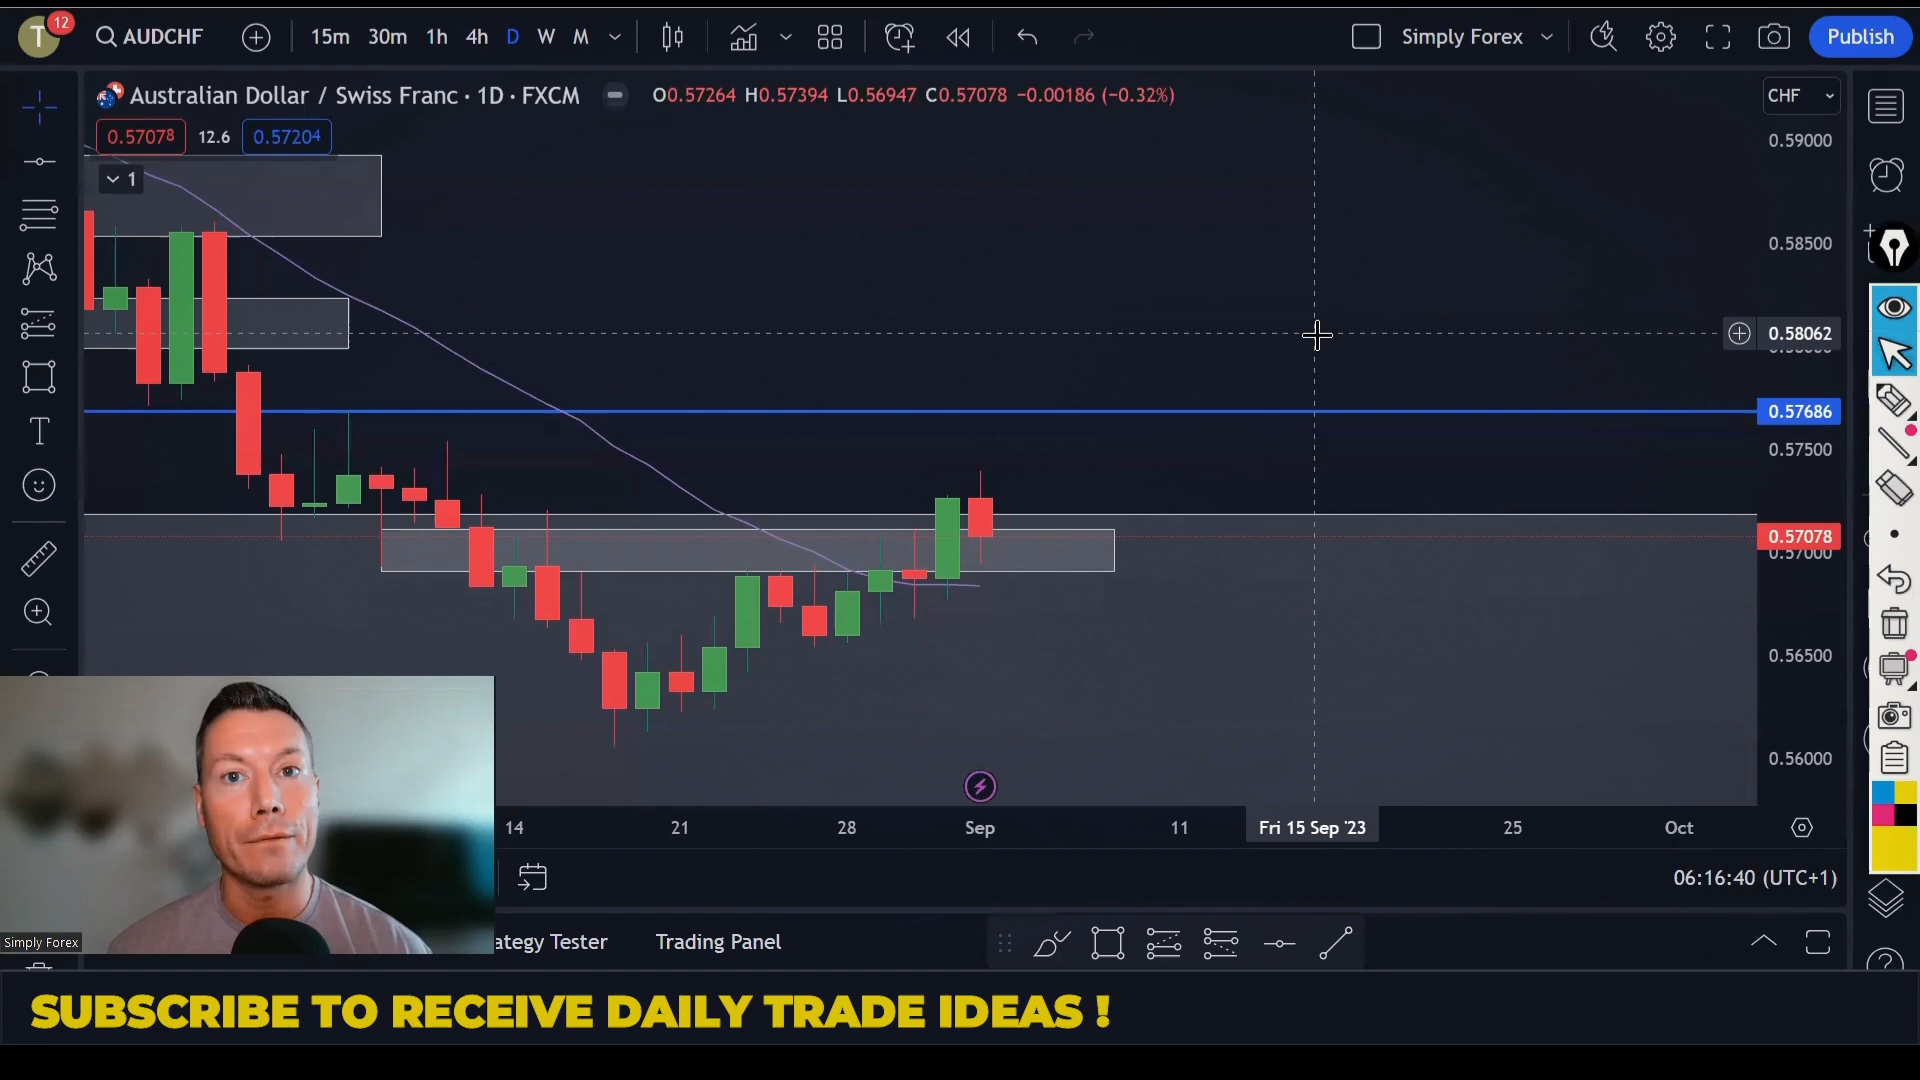 T
12
AUDCHF
15m 30m 1h 4h D W M
Simply Forex
Publish
Australian Dollar / Swiss Franc · 1D · FXCM
O0.57264 H0.57394 L0.56947 C0.57078 −0.00186 (−0.32%)
CHF
0.57078 12.6 0.57204
1
0.59000
0.58500
0.58062
0.57686
0.57500
0.57078
0.57000
0.56500
0.56000
14 21 28 Sep 11 Fri 15 Sep '23 25 Oct
06:16:40 (UTC+1)
Simply Forex
ategy Tester
Trading Panel
SUBSCRIBE TO RECEIVE DAILY TRADE IDEAS !